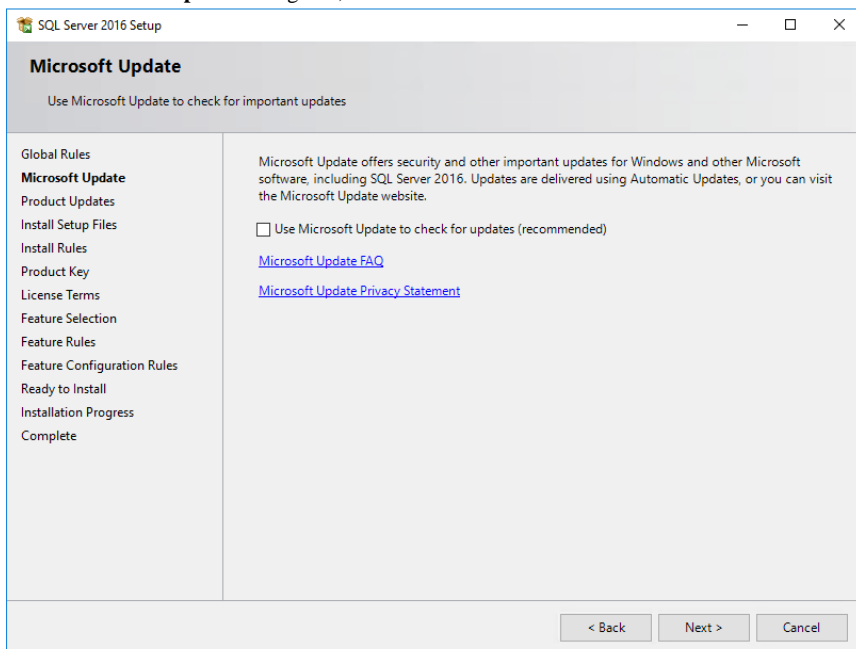 SQL Server 2016 Setup
Microsoft Update
Use Microsoft Update to check for important updates
Global Rules
Microsoft Update
Product Updates
Install Setup Files
Install Rules
Product Key
License Terms
Feature Selection
Feature Rules
Feature Configuration Rules
Ready to Install
Installation Progress
Complete
Microsoft Update offers security and other important updates for Windows and other Microsoft
software, including SQL Server 2016. Updates are delivered using Automatic Updates, or you can visit
the Microsoft Update website.
Use Microsoft Update to check for updates (recommended)
Microsoft Update FAQ
Microsoft Update Privacy Statement
< Back
Next >
Cancel